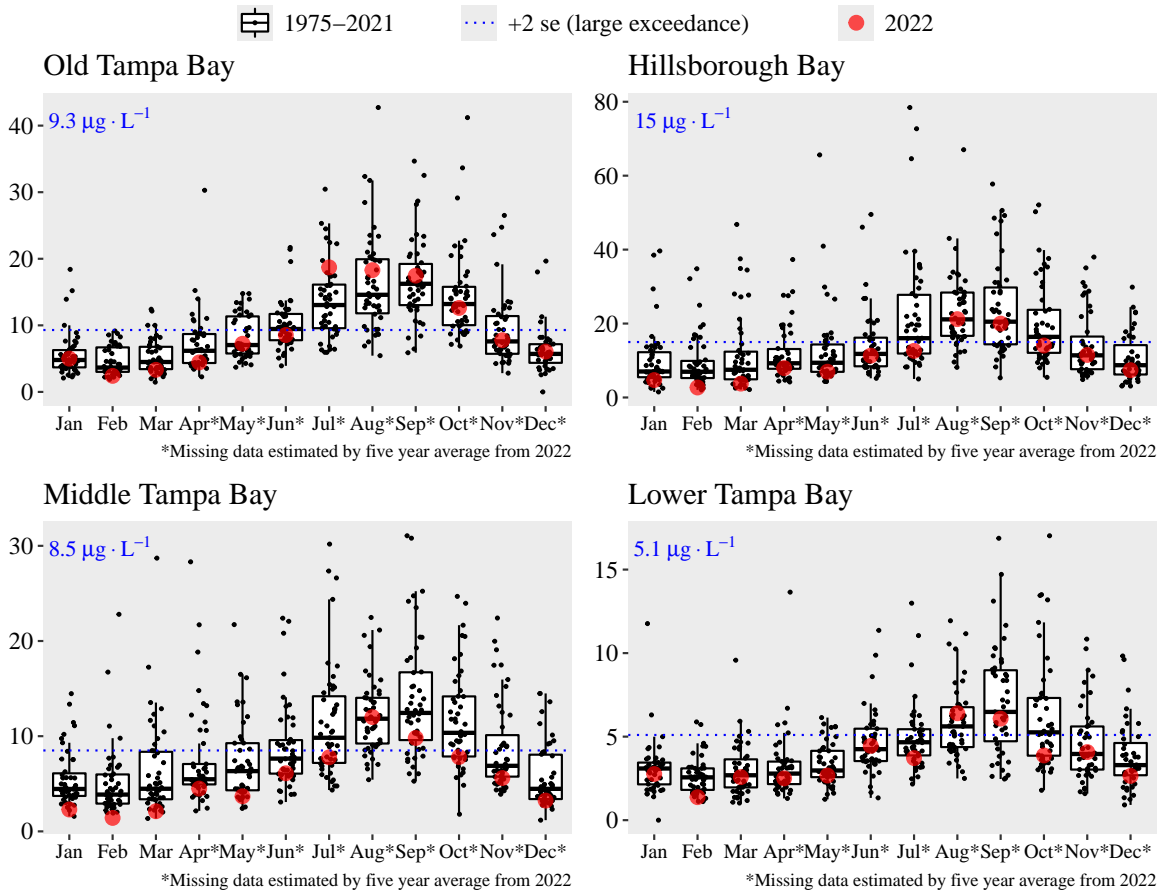 1975–2021 +2 se (large exceedance) 2022
Old Tampa Bay
9.3 μg · L⁻¹
40
30
20
10
0
Jan Feb Mar Apr* May* Jun* Jul* Aug* Sep* Oct* Nov* Dec*
*Missing data estimated by five year average from 2022
Hillsborough Bay
15 μg · L⁻¹
80
60
40
20
0
Jan Feb Mar Apr* May* Jun* Jul* Aug* Sep* Oct* Nov* Dec*
*Missing data estimated by five year average from 2022
Middle Tampa Bay
8.5 μg · L⁻¹
30
20
10
0
Jan Feb Mar Apr* May* Jun* Jul* Aug* Sep* Oct* Nov* Dec*
*Missing data estimated by five year average from 2022
Lower Tampa Bay
5.1 μg · L⁻¹
15
10
5
0
Jan Feb Mar Apr* May* Jun* Jul* Aug* Sep* Oct* Nov* Dec*
*Missing data estimated by five year average from 2022